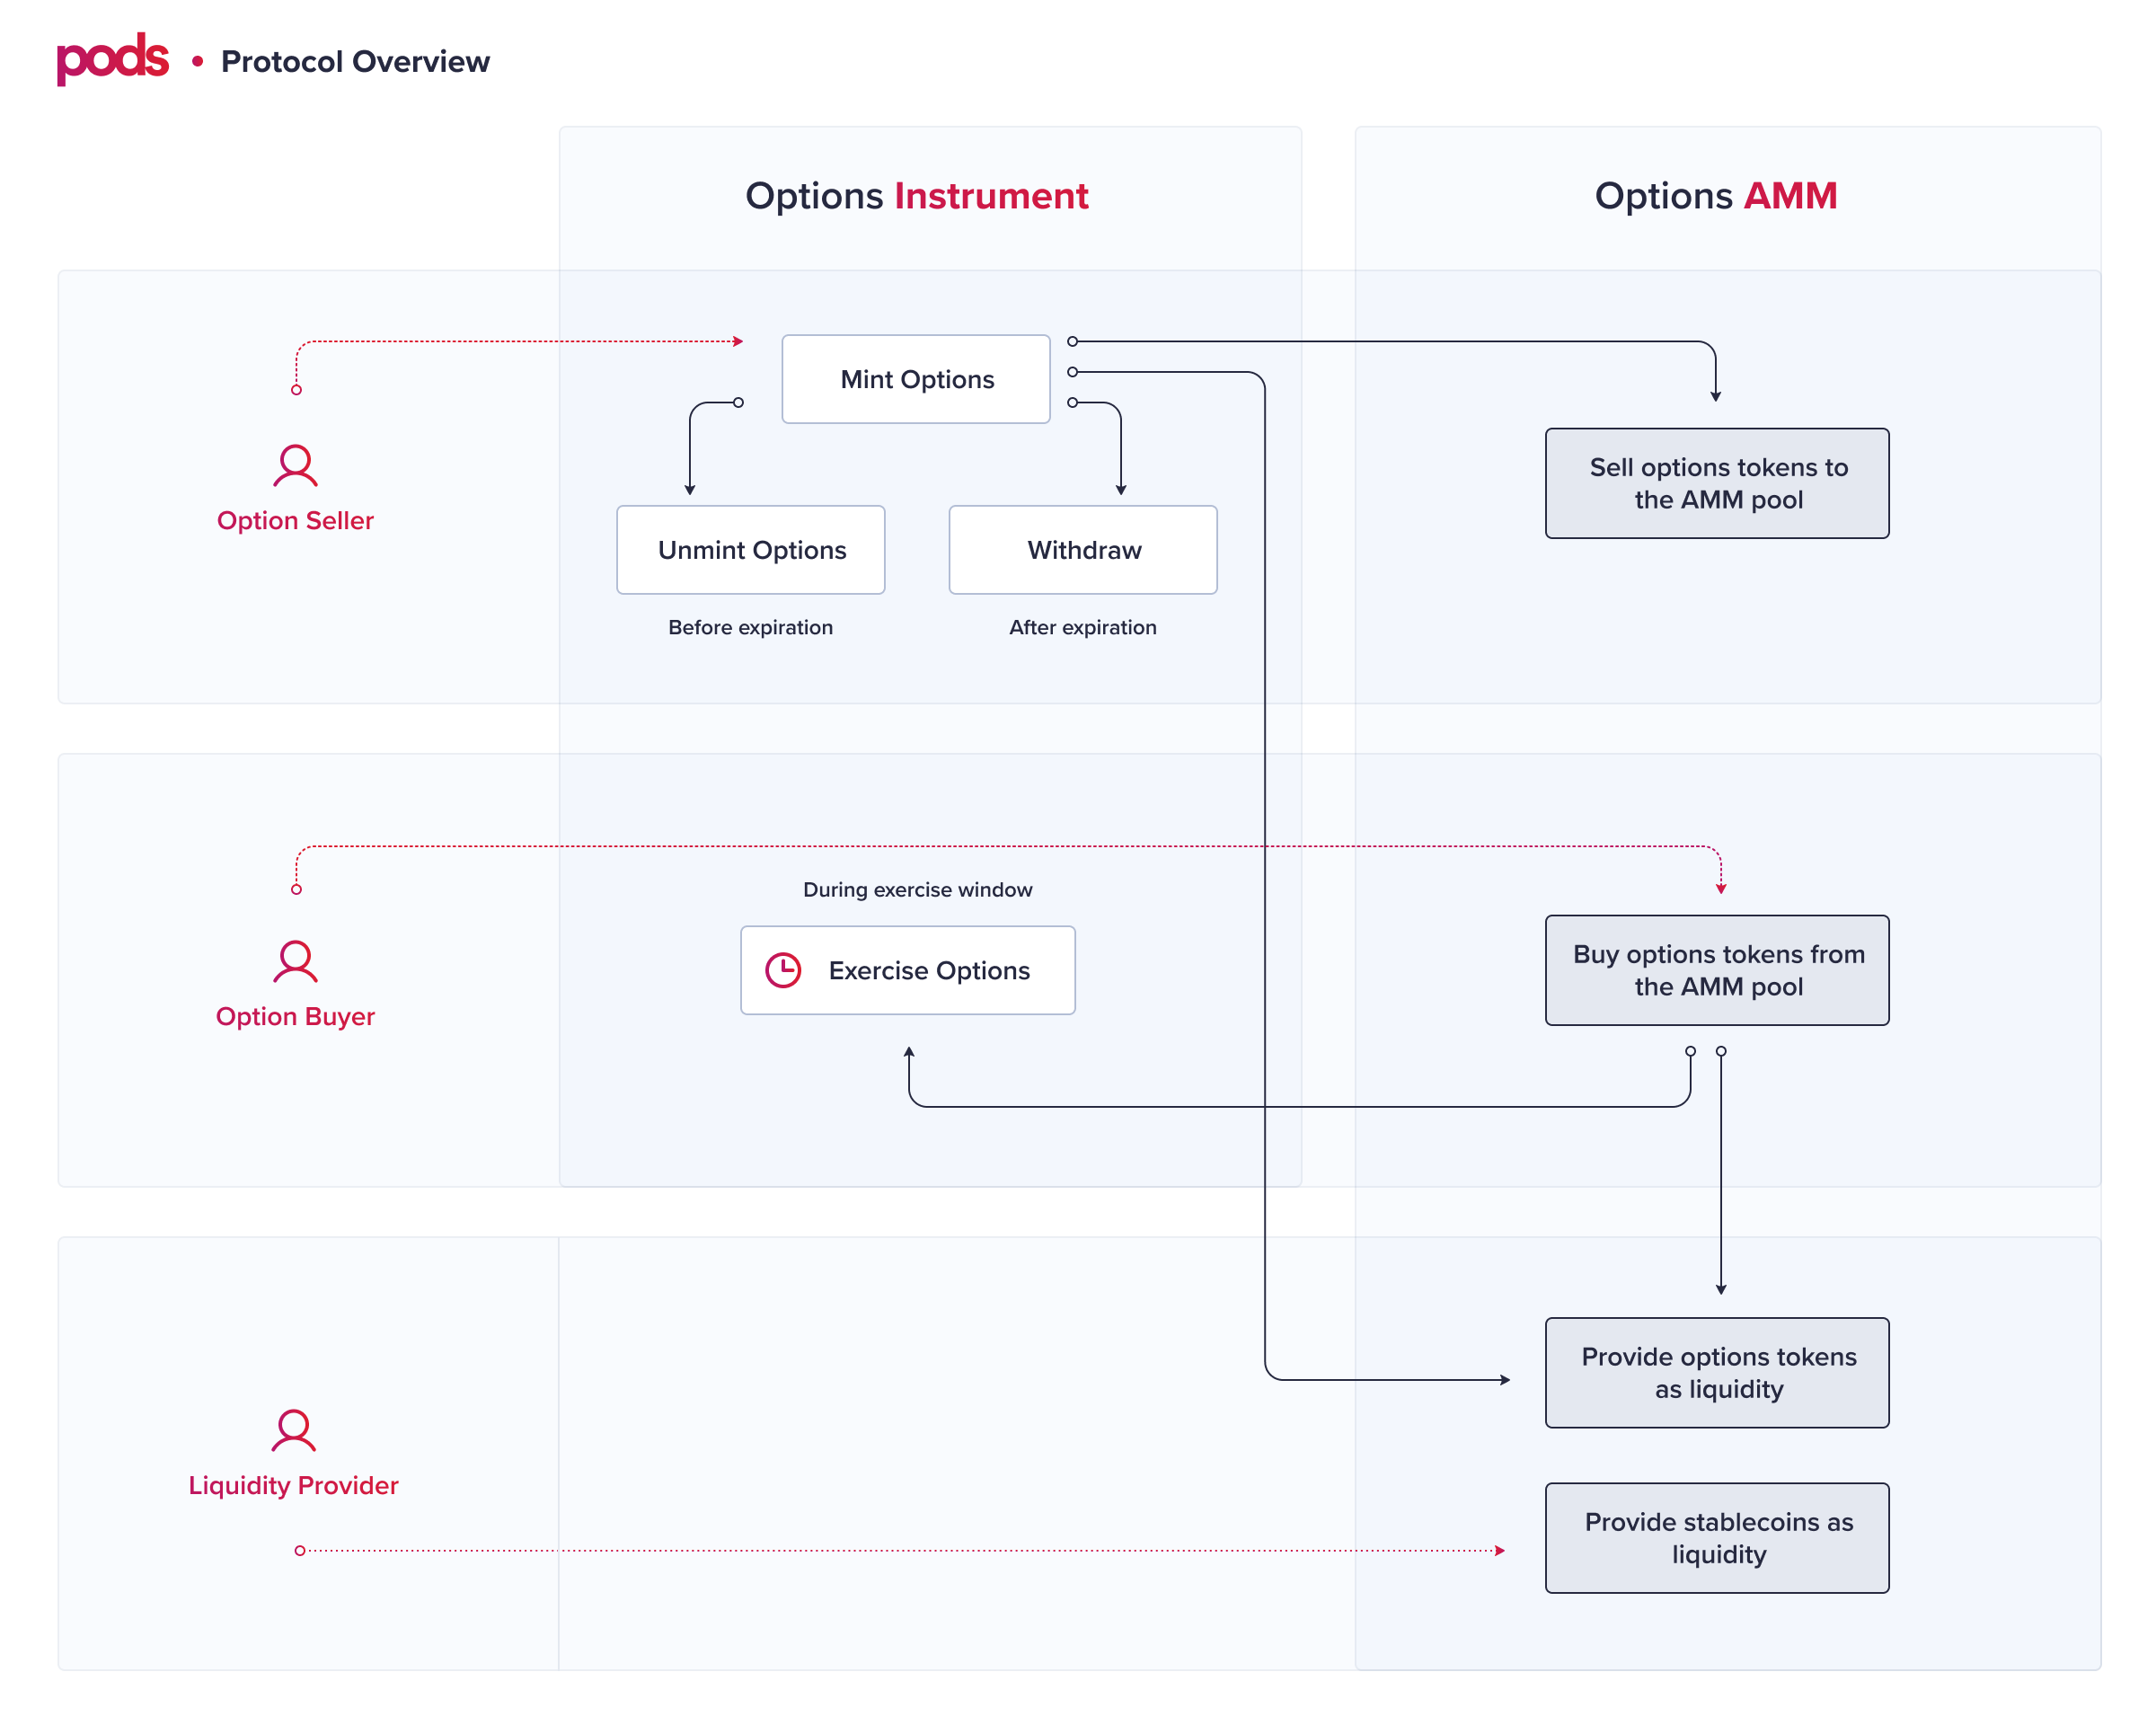 pods • Protocol Overview
Options Instrument
Options AMM
Mint Options
Sell options tokens to
the AMM pool
Option Seller
Unmint Options
Withdraw
Before expiration
After expiration
During exercise window
Exercise Options
Buy options tokens from
the AMM pool
Option Buyer
Provide options tokens
as liquidity
Liquidity Provider
Provide stablecoins as
liquidity